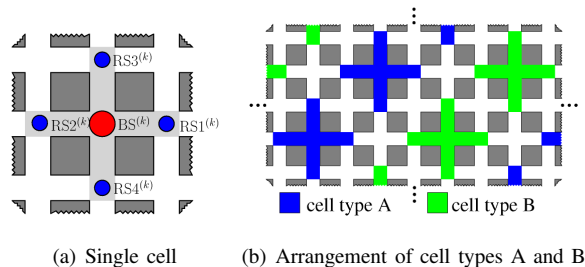 RS3^(k)
RS2^(k) BS^(k) RS1^(k)
RS4^(k)
(a) Single cell
cell type A cell type B
(b) Arrangement of cell types A and B